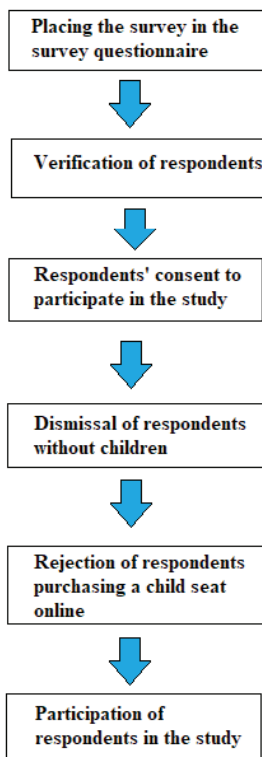 Placing the survey in the
survey questionnaire
Verification of respondents
Respondents' consent to
participate in the study
Dismissal of respondents
without children
Rejection of respondents
purchasing a child seat
online
Participation of
respondents in the study